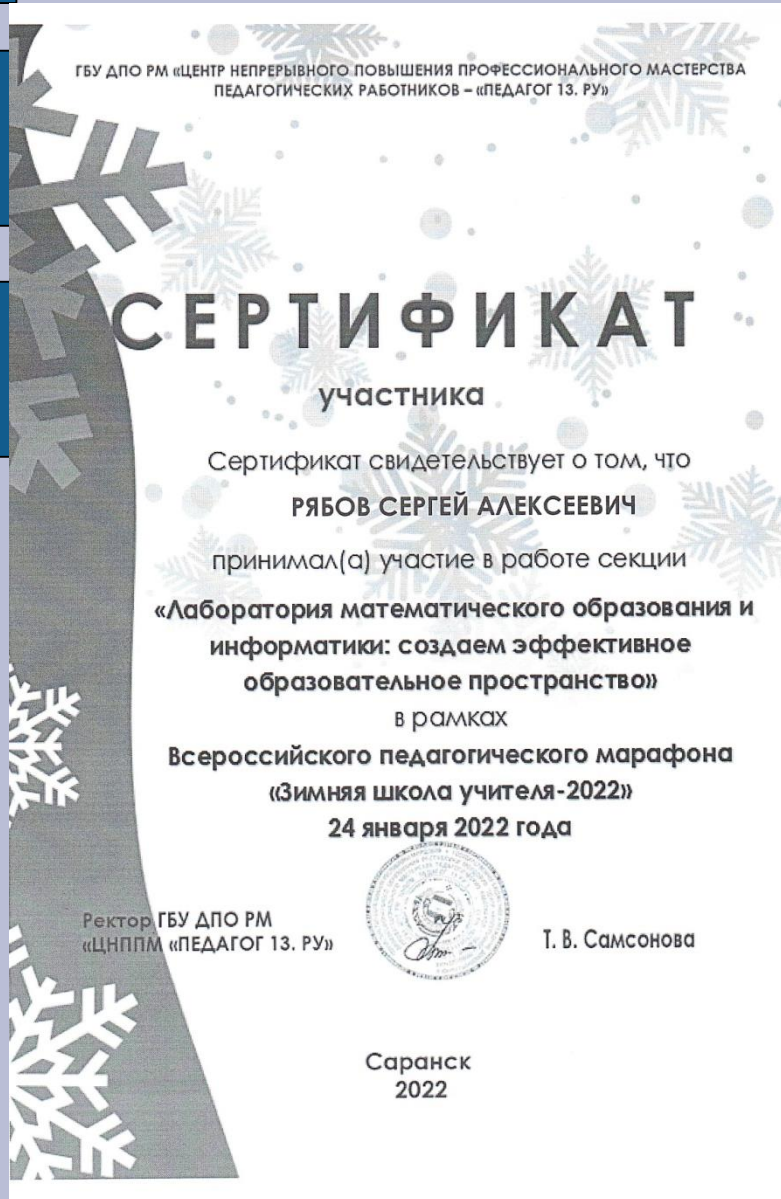 ГБУ ДПО РМ «ЦЕНТР НЕПРЕРЫВНОГО ПОВЫШЕНИЯ ПРОФЕССИОНАЛЬНОГО МАСТЕРСТВА
ПЕДАГОГИЧЕСКИХ РАБОТНИКОВ – «ПЕДАГОГ 13. РУ»
СЕРТИФИКАТ
участника
Сертификат свидетельствует о том, что
РЯБОВ СЕРГЕЙ АЛЕКСЕЕВИЧ
принимал(а) участие в работе секции
«Лаборатория математического образования и
информатики: создаем эффективное
образовательное пространство»
в рамках
Всероссийского педагогического марафона
«Зимняя школа учителя-2022»
24 января 2022 года
Ректор ГБУ ДПО РМ
«ЦНППМ «ПЕДАГОГ 13. РУ»
Т. В. Самсонова
Саранск
2022